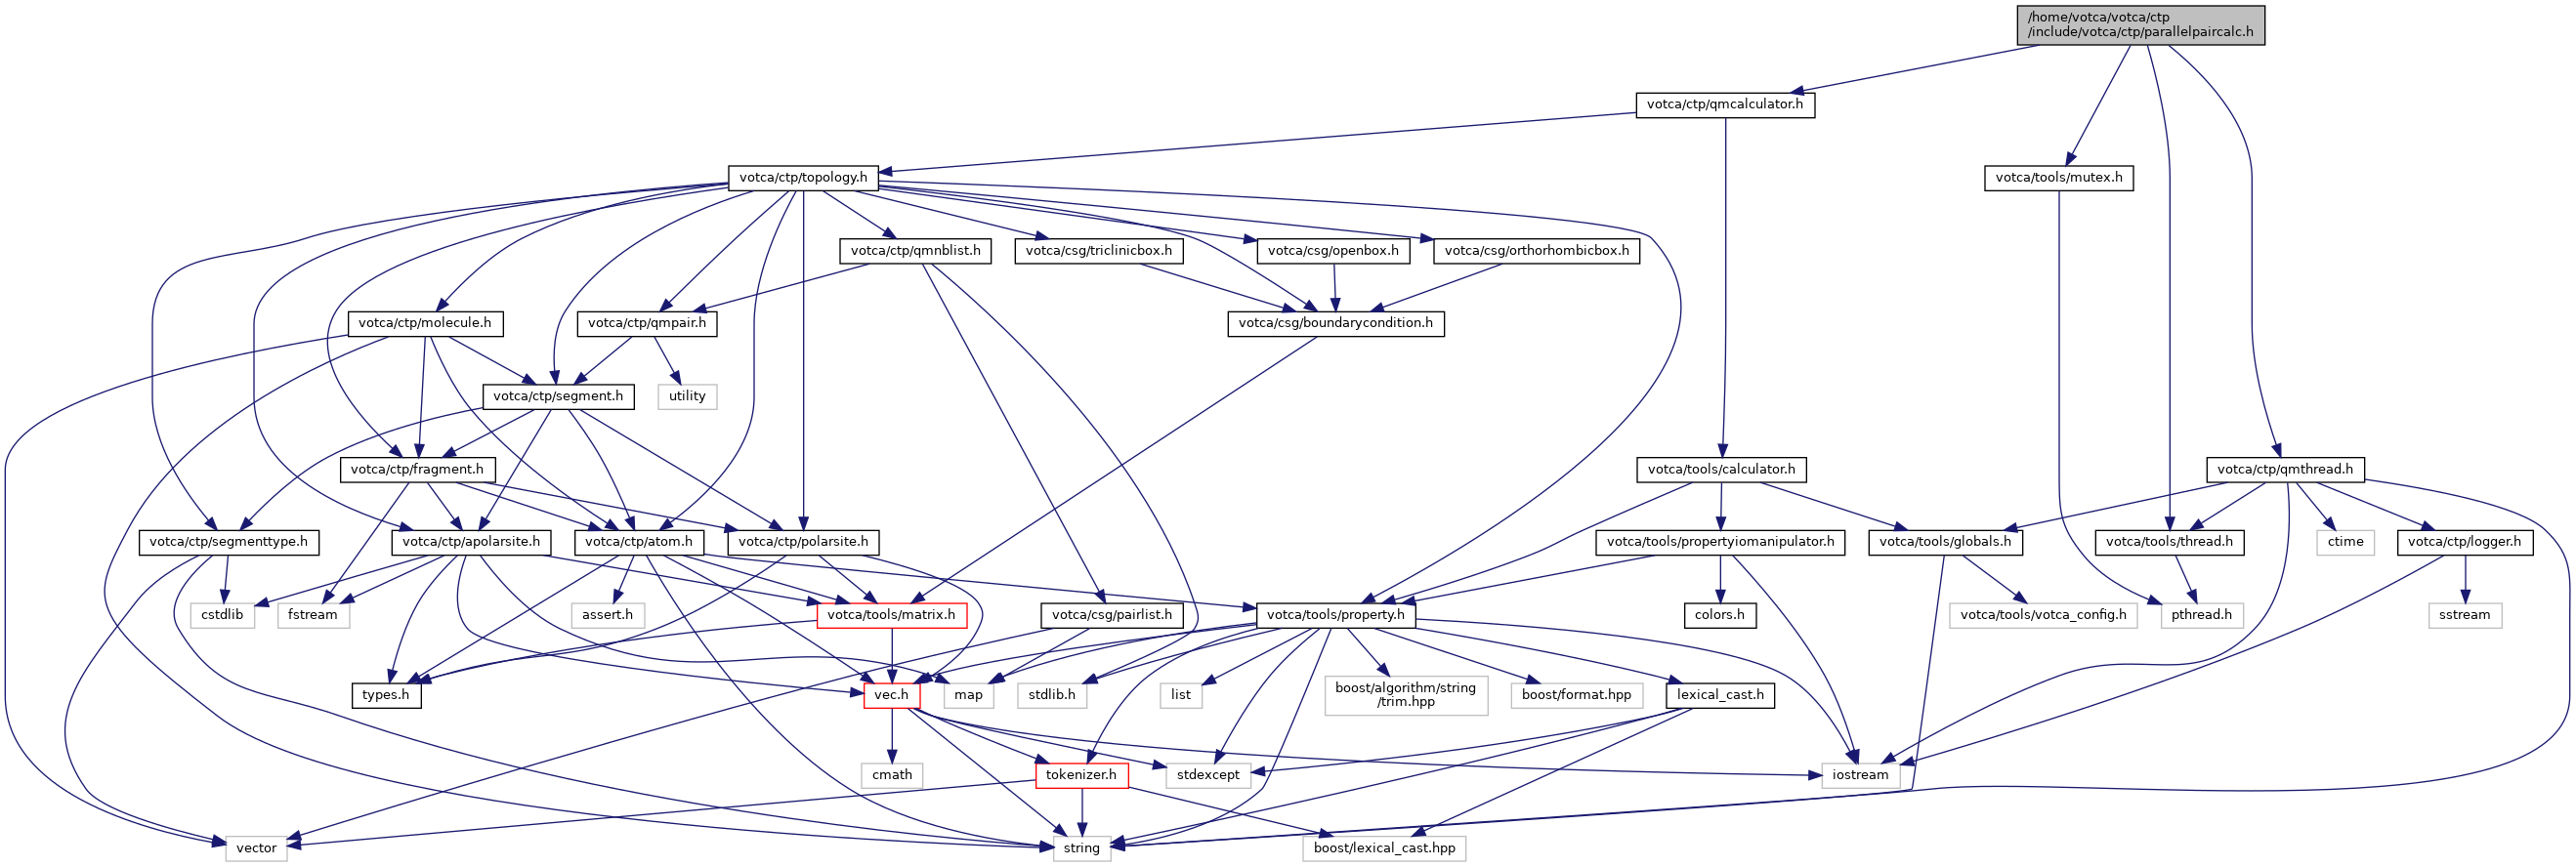 /home/votca/votca/ctp
/include/votca/ctp/parallelpaircalc.h
votca/ctp/qmcalculator.h
votca/ctp/topology.h
votca/tools/mutex.h
votca/ctp/qmnblist.h
votca/csg/triclinicbox.h
votca/csg/openbox.h
votca/csg/orthorhombicbox.h
votca/ctp/molecule.h
votca/ctp/qmpair.h
votca/csg/boundarycondition.h
votca/ctp/segment.h
utility
votca/ctp/fragment.h
votca/tools/calculator.h
votca/ctp/qmthread.h
votca/ctp/segmenttype.h
votca/ctp/apolarsite.h
votca/ctp/atom.h
votca/ctp/polarsite.h
votca/tools/propertyiomanipulator.h
votca/tools/globals.h
votca/tools/thread.h
ctime
votca/ctp/logger.h
cstdlib
fstream
assert.h
votca/tools/matrix.h
votca/csg/pairlist.h
votca/tools/property.h
colors.h
votca/tools/votca_config.h
pthread.h
sstream
types.h
vec.h
map
stdlib.h
list
boost/algorithm/string
/trim.hpp
boost/format.hpp
lexical_cast.h
cmath
tokenizer.h
stdexcept
iostream
vector
string
boost/lexical_cast.hpp